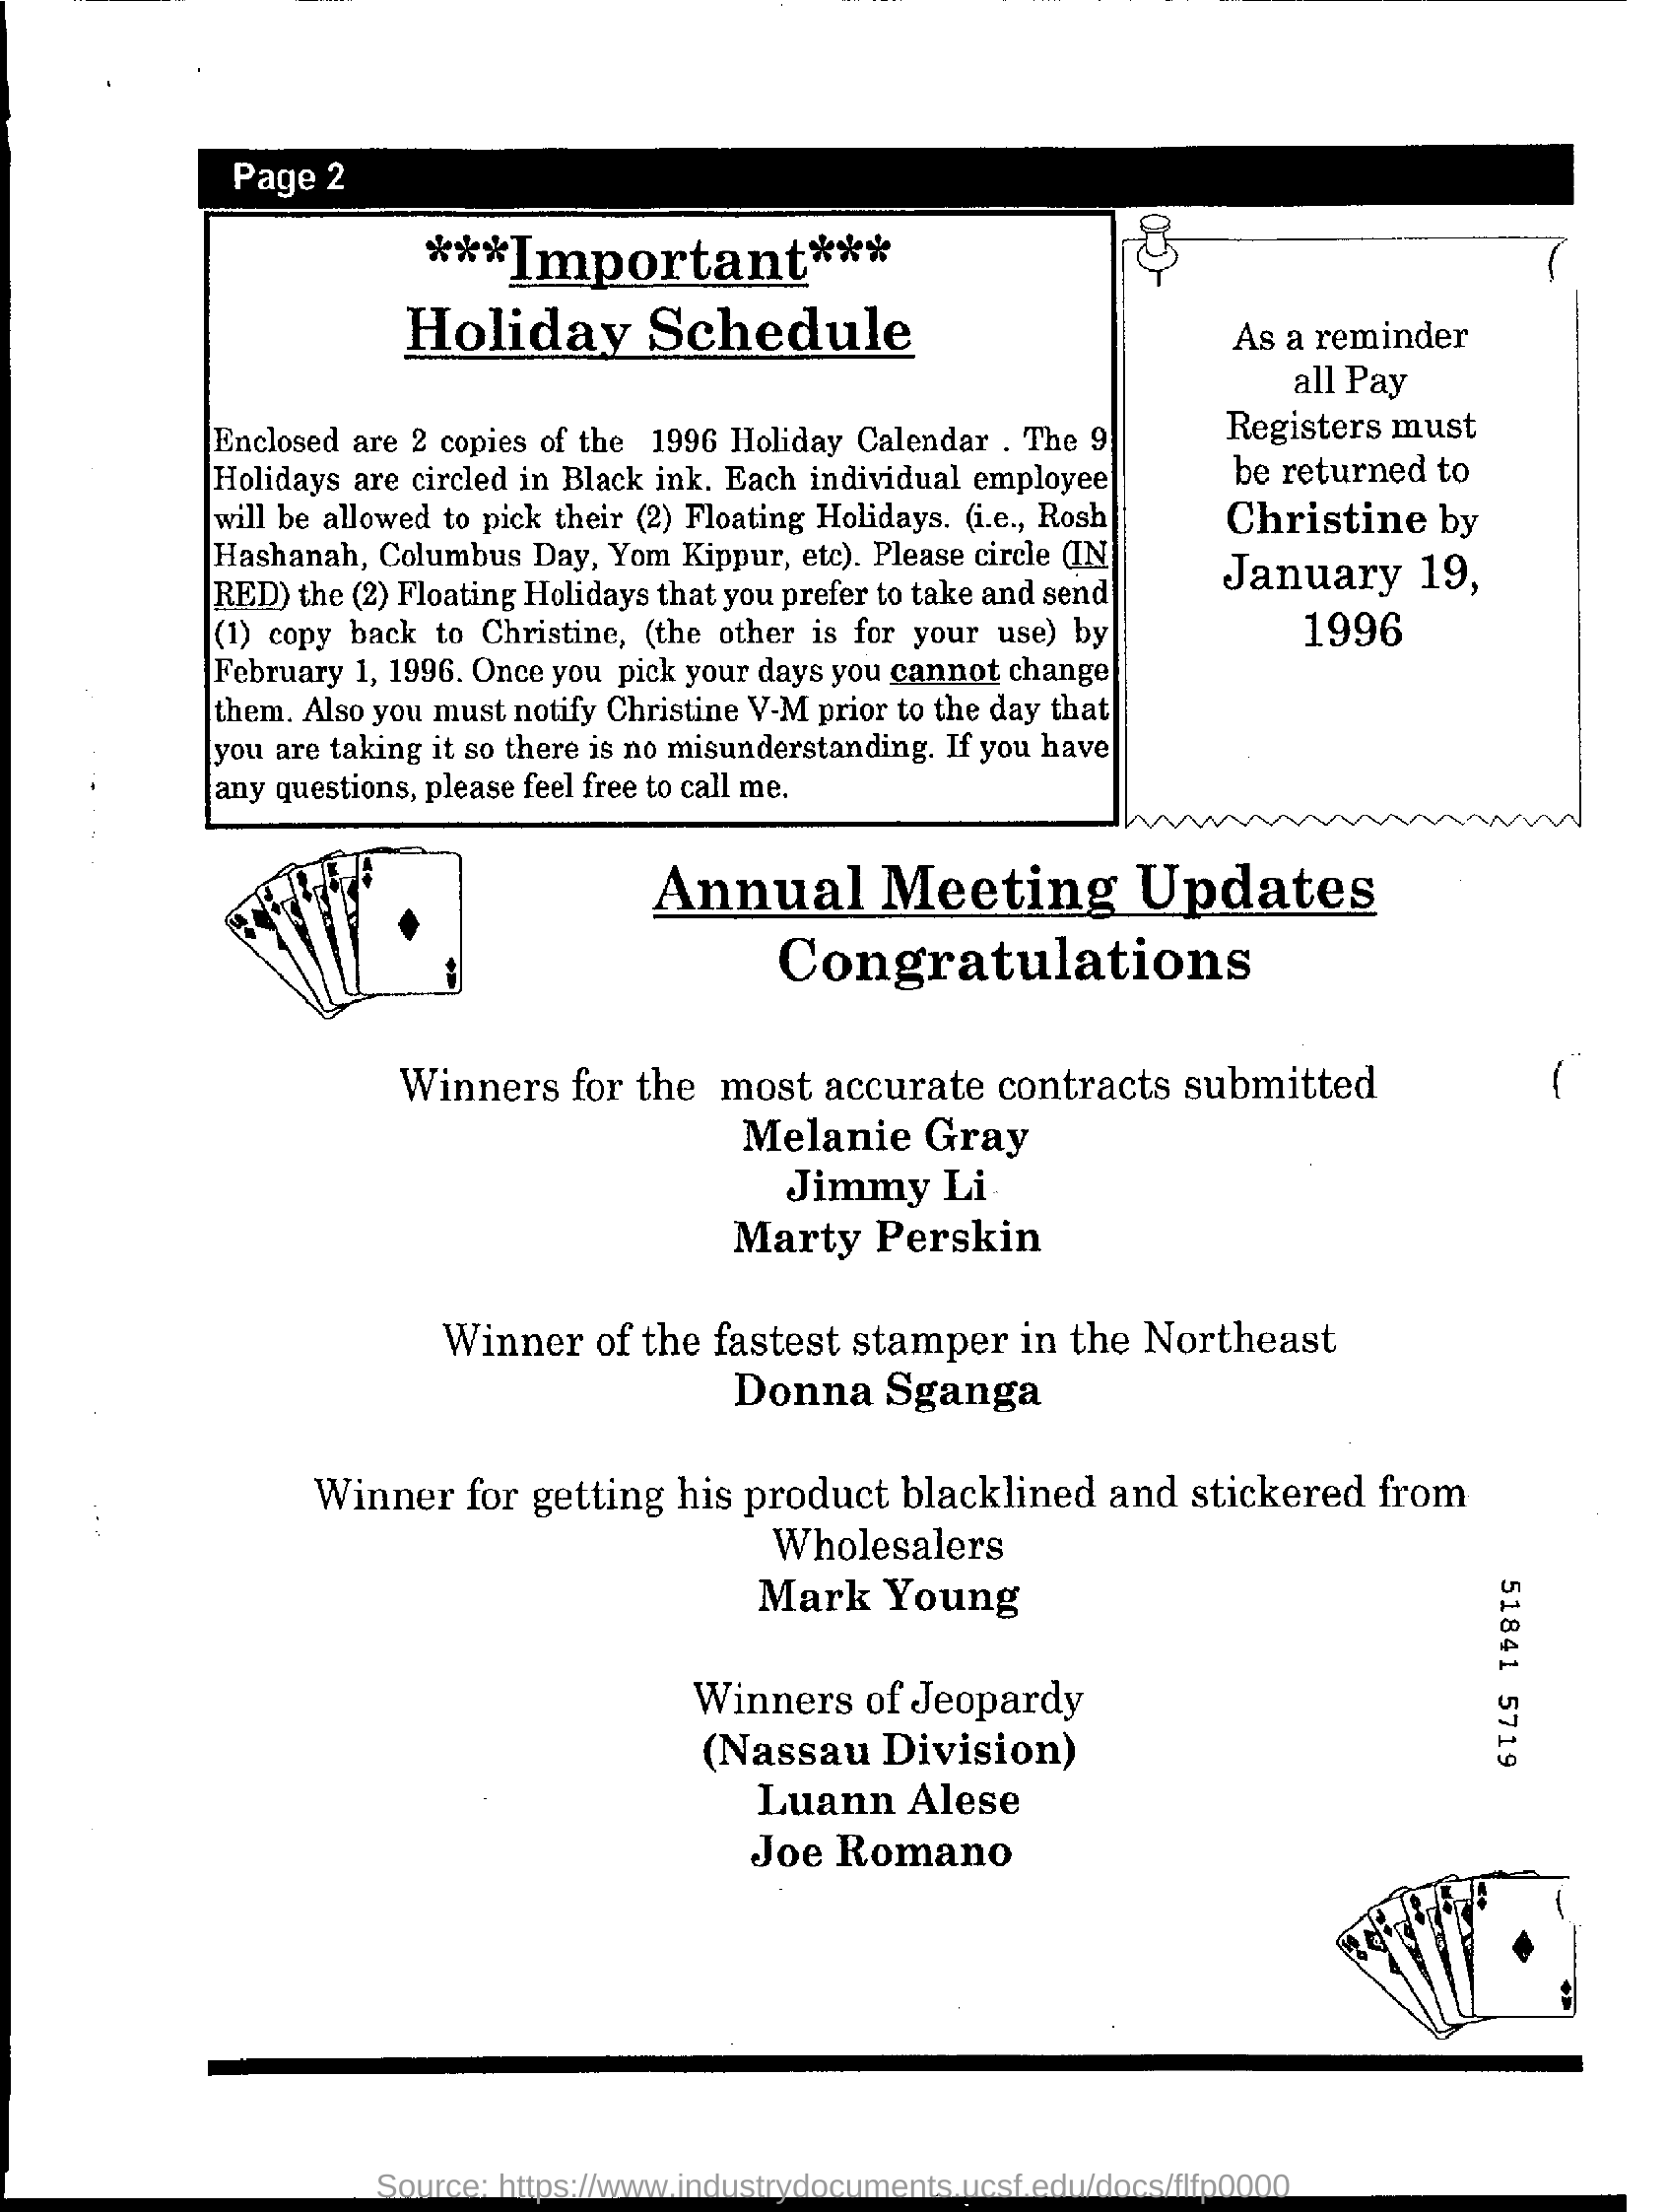 Page 2
***Important***
Holiday Schedule
Enclosed are 2 copies of the 1996 Holiday Calendar . The 9
Holidays are circled in Black ink. Each individual employee
will be allowed to pick their (2) Floating Holidays. (i.e., Rosh
Hashanah, Columbus Day, Yom Kippur, etc). Please circle (IN
RED) the (2) Floating Holidays that you prefer to take and send
(1) copy back to Christine, (the other is for your use) by
February 1, 1996. Once you pick your days you cannot change
them. Also you must notify Christine V-M prior to the day that
you are taking it so there is no misunderstanding. If you have
any questions, please feel free to call me.
As a reminder
all Pay
Registers must
be returned to
Christine by
January 19,
1996
Annual Meeting Updates
Congratulations
Winners for the most accurate contracts submitted
Melanie Gray
Jimmy Li
Marty Perskin
Winner of the fastest stamper in the Northeast
Donna Sganga
Winner for getting his product blacklined and stickered from
Wholesalers
Mark Young
Winners of Jeopardy
(Nassau Division)
Luann Alese
Joe Romano
51841 5719
Source: https://www.industrydocuments.ucsf.edu/docs/flfp0000